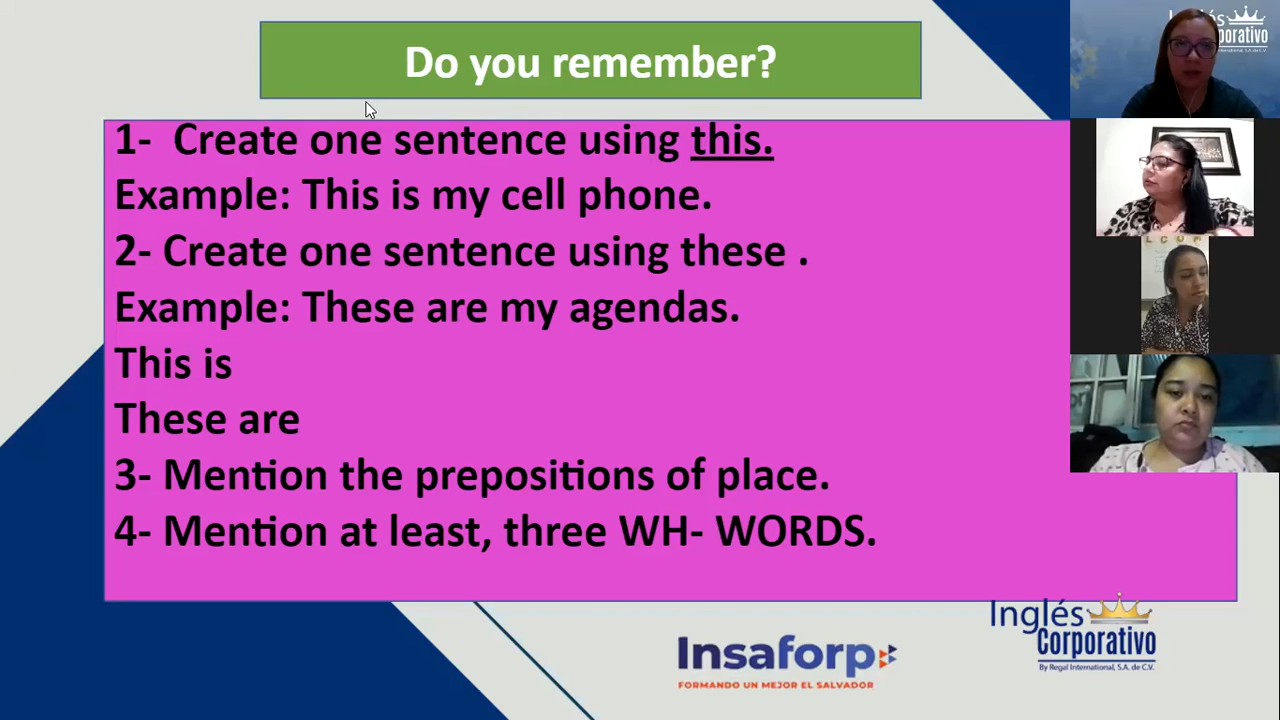 Do you remember?
1- Create one sentence using this.
Example: This is my cell phone.
2- Create one sentence using these .
Example: These are my agendas.
This is
These are
3- Mention the prepositions of place.
4- Mention at least, three WH- WORDS.
Insaforp
FORMANDO UN MEJOR EL SALVADOR
Inglés
Corporativo
By Regal International, S.A. de C.V.